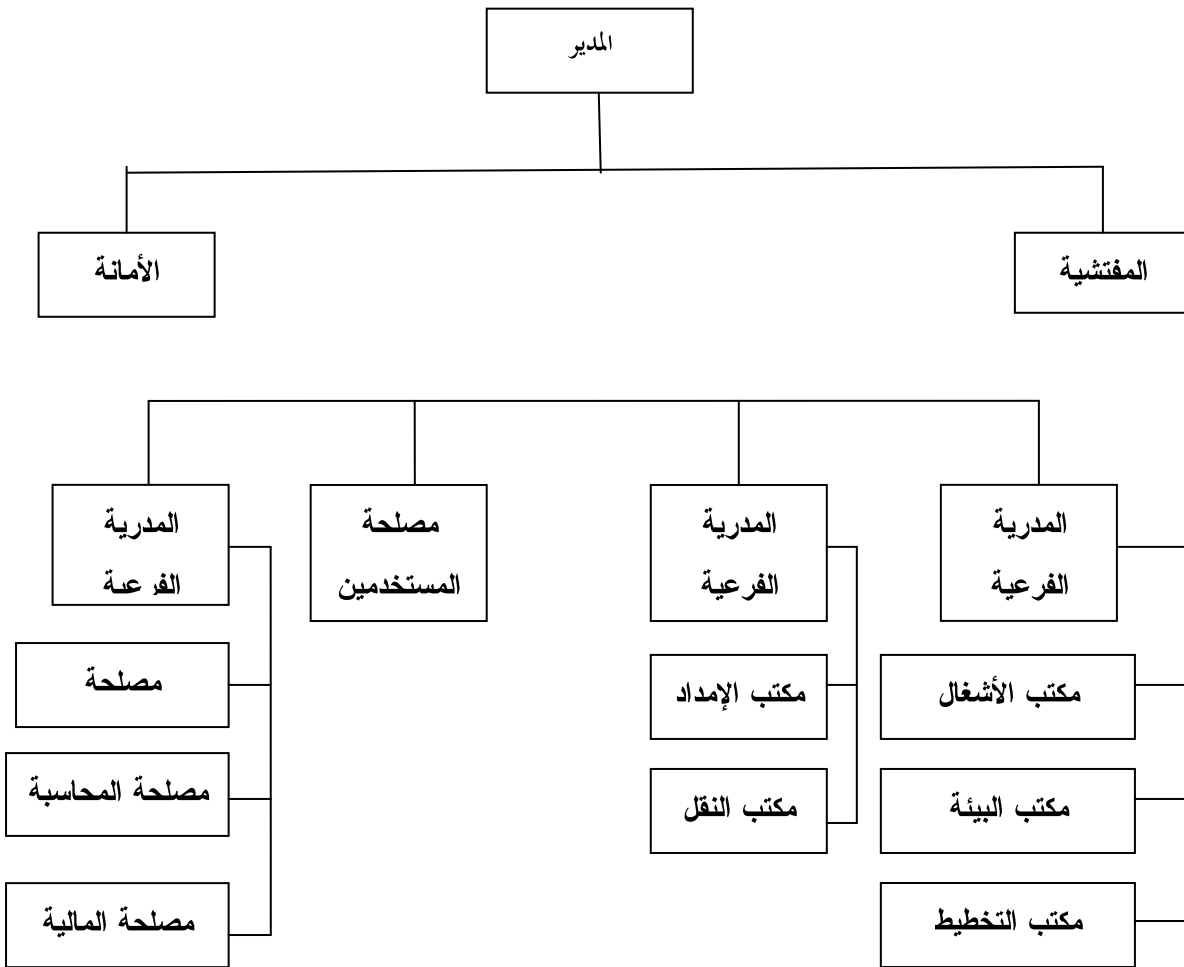 المدير
المفتشية
الأمانة
المدرية
الفرعية
المدرية
الفرعية
مصلحة
المستخدمين
المدرية
الفرعية
مكتب الأشغال
مكتب الإمداد
مصلحة
مكتب البيئة
مكتب النقل
مصلحة المحاسبة
مكتب التخطيط
مصلحة المالية